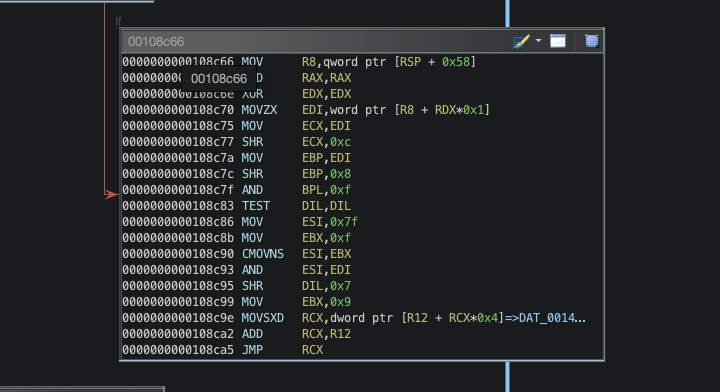 00108c66
0000000000108c66 MOV R8,qword ptr [RSP + 0x58]
00108c66 RAX,RAX
0000000000108c6e XOR EDX,EDX
0000000000108c70 MOVZX EDI,word ptr [R8 + RDX*0x1]
0000000000108c75 MOV ECX,EDI
0000000000108c77 SHR ECX,0xc
0000000000108c7a MOV EBP,EDI
0000000000108c7c SHR EBP,0x8
0000000000108c7f AND BPL,0xf
0000000000108c83 TEST DIL,DIL
0000000000108c86 MOV ESI,0x7f
0000000000108c8b MOV EBX,0xf
0000000000108c90 CMOVNS ESI,EBX
0000000000108c93 AND ESI,EDI
0000000000108c95 SHR DIL,0x7
0000000000108c99 MOV EBX,0x9
0000000000108c9e MOVSXD RCX,dword ptr [R12 + RCX*0x4]=>DAT_0014...
0000000000108ca2 ADD RCX,R12
0000000000108ca5 JMP RCX